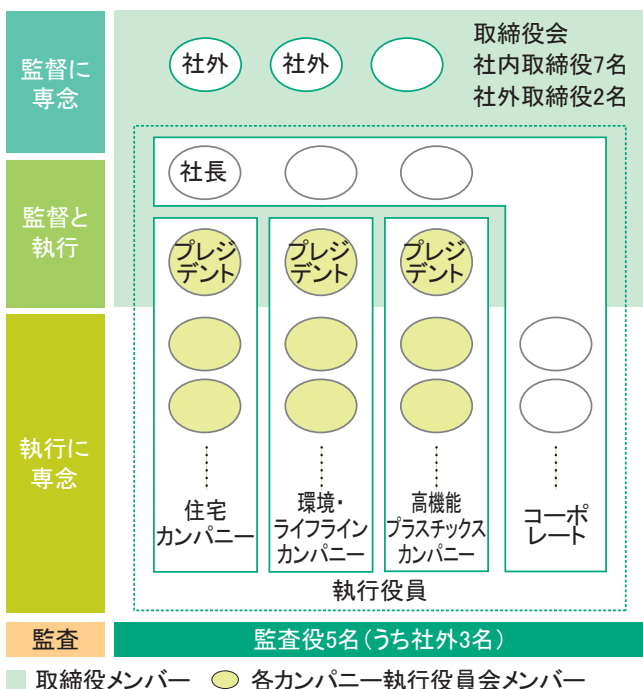 監督に
専念
社外
社外
取締役会
社内取締役7名
社外取締役2名
監督と
執行
社長
プレジ
デント
プレジ
デント
プレジ
デント
執行に
専念
住宅
カンパニー
環境・
ライフライン
カンパニー
高機能
プラスチックス
カンパニー
コーポ
レート
執行役員
監査
監査役5名（うち社外3名）
取締役メンバー
各カンパニー執行役員会メンバー